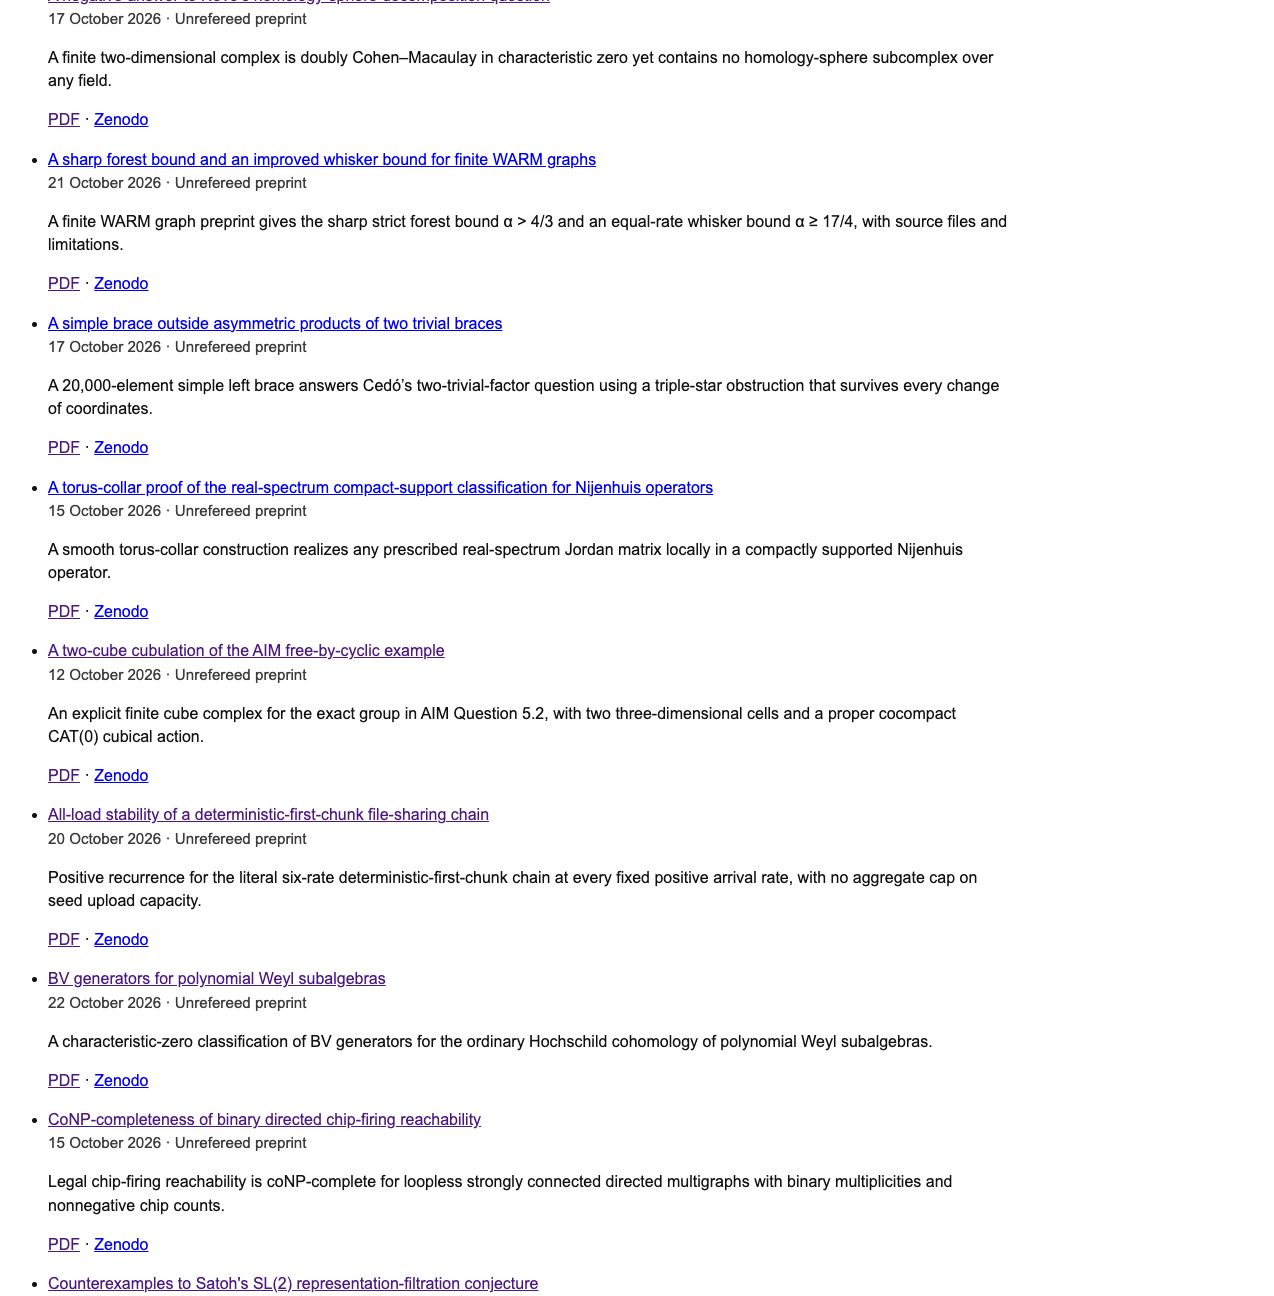 17 October 2026 · Unrefereed preprint
A finite two-dimensional complex is doubly Cohen–Macaulay in characteristic zero yet contains no homology-sphere subcomplex over
any field.
PDF · Zenodo
• A sharp forest bound and an improved whisker bound for finite WARM graphs
21 October 2026 · Unrefereed preprint
A finite WARM graph preprint gives the sharp strict forest bound α > 4/3 and an equal-rate whisker bound α ≥ 17/4, with source files and
limitations.
PDF · Zenodo
• A simple brace outside asymmetric products of two trivial braces
17 October 2026 · Unrefereed preprint
A 20,000-element simple left brace answers Cedó’s two-trivial-factor question using a triple-star obstruction that survives every change
of coordinates.
PDF · Zenodo
• A torus-collar proof of the real-spectrum compact-support classification for Nijenhuis operators
15 October 2026 · Unrefereed preprint
A smooth torus-collar construction realizes any prescribed real-spectrum Jordan matrix locally in a compactly supported Nijenhuis
operator.
PDF · Zenodo
• A two-cube cubulation of the AIM free-by-cyclic example
12 October 2026 · Unrefereed preprint
An explicit finite cube complex for the exact group in AIM Question 5.2, with two three-dimensional cells and a proper cocompact
CAT(0) cubical action.
PDF · Zenodo
• All-load stability of a deterministic-first-chunk file-sharing chain
20 October 2026 · Unrefereed preprint
Positive recurrence for the literal six-rate deterministic-first-chunk chain at every fixed positive arrival rate, with no aggregate cap on
seed upload capacity.
PDF · Zenodo
• BV generators for polynomial Weyl subalgebras
22 October 2026 · Unrefereed preprint
A characteristic-zero classification of BV generators for the ordinary Hochschild cohomology of polynomial Weyl subalgebras.
PDF · Zenodo
• CoNP-completeness of binary directed chip-firing reachability
15 October 2026 · Unrefereed preprint
Legal chip-firing reachability is coNP-complete for loopless strongly connected directed multigraphs with binary multiplicities and
nonnegative chip counts.
PDF · Zenodo
• Counterexamples to Satoh's SL(2) representation-filtration conjecture